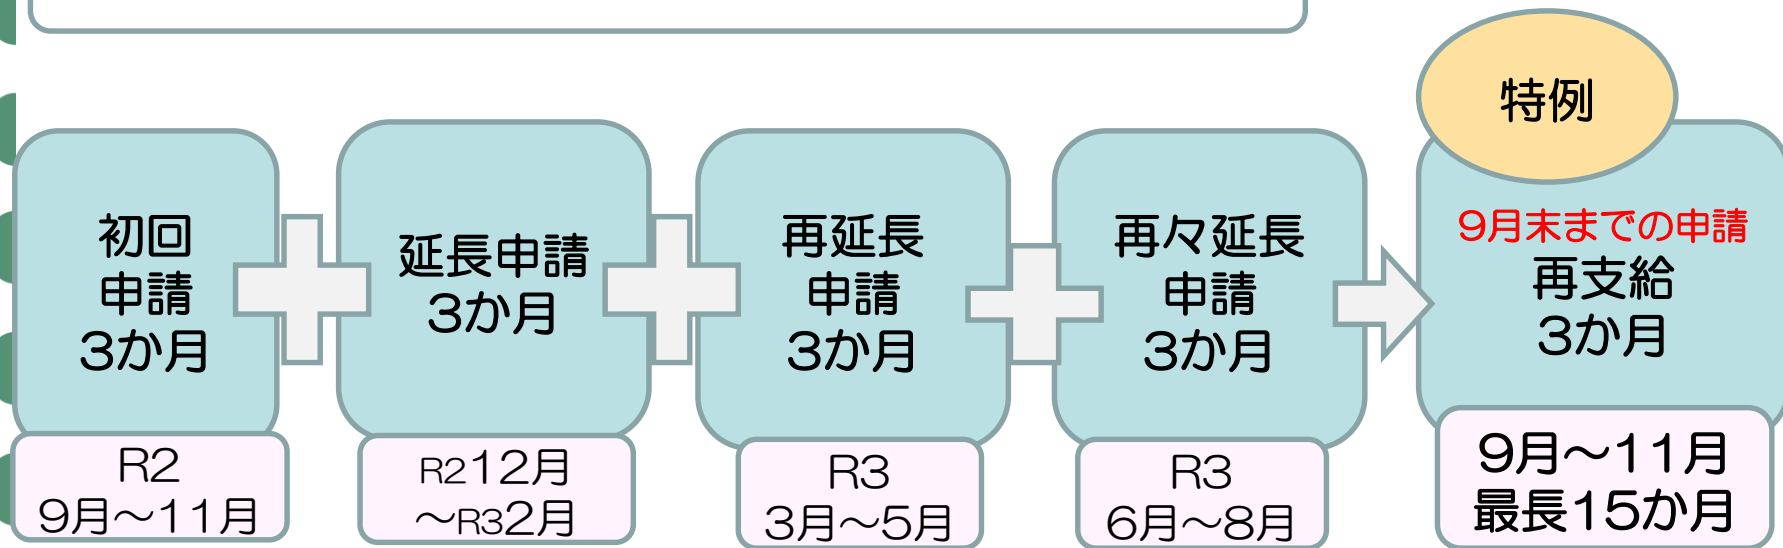 特例
初回
申請
3か月
延長申請
3か月
再延長
申請
3か月
再々延長
申請
3か月
9月末までの申請
再支給
3か月
R2
9月～11月
R212月
～R32月
R3
3月～5月
R3
6月～8月
9月～11月
最長15か月